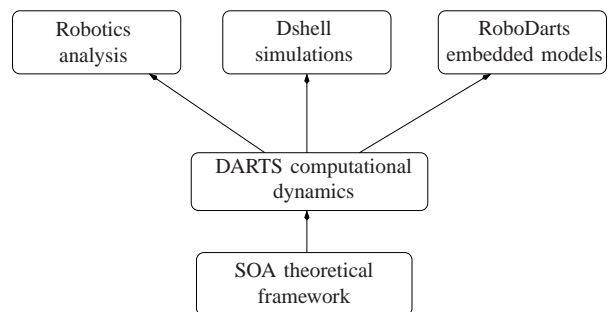 Robotics
analysis
Dshell
simulations
RoboDarts
embedded models
DARTS computational
dynamics
SOA theoretical
framework